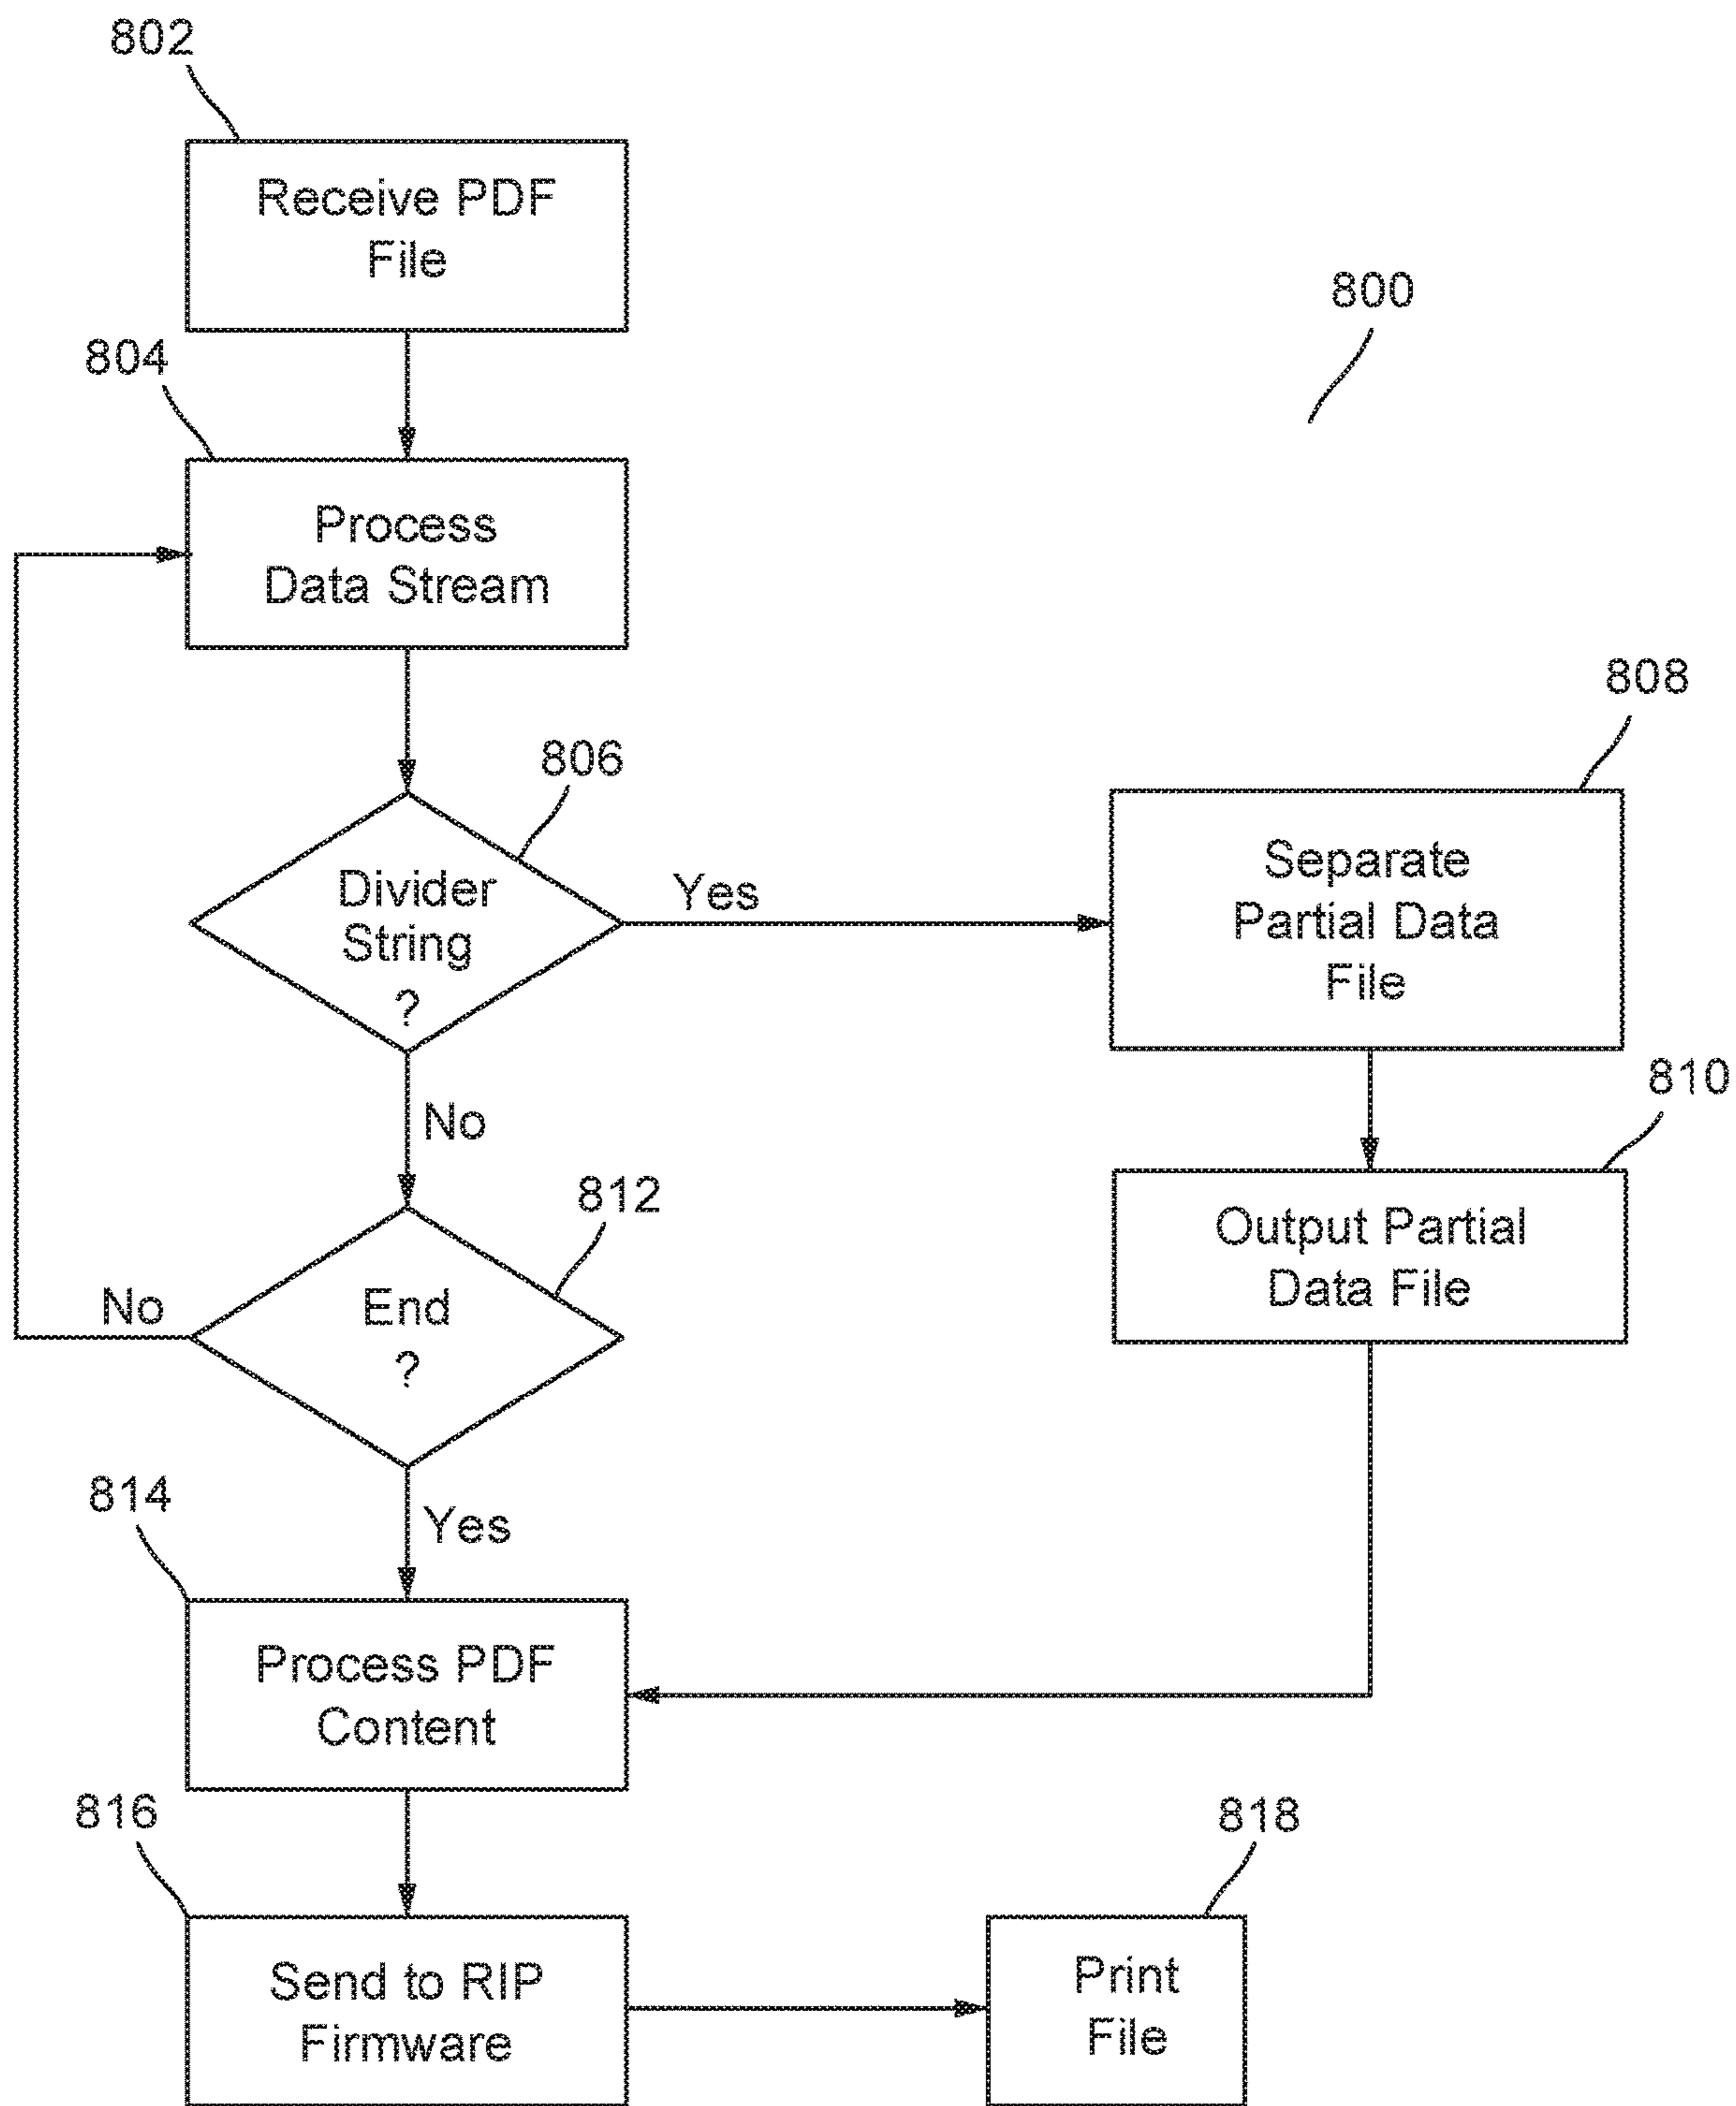 802
Receive PDF
File
800
804
Process
Data Stream
806
Divider
String
?
Yes
808
Separate
Partial Data
File
No
810
Output Partial
Data File
812
End
?
No
Yes
814
Process PDF
Content
816
Send to RIP
Firmware
818
Print
File